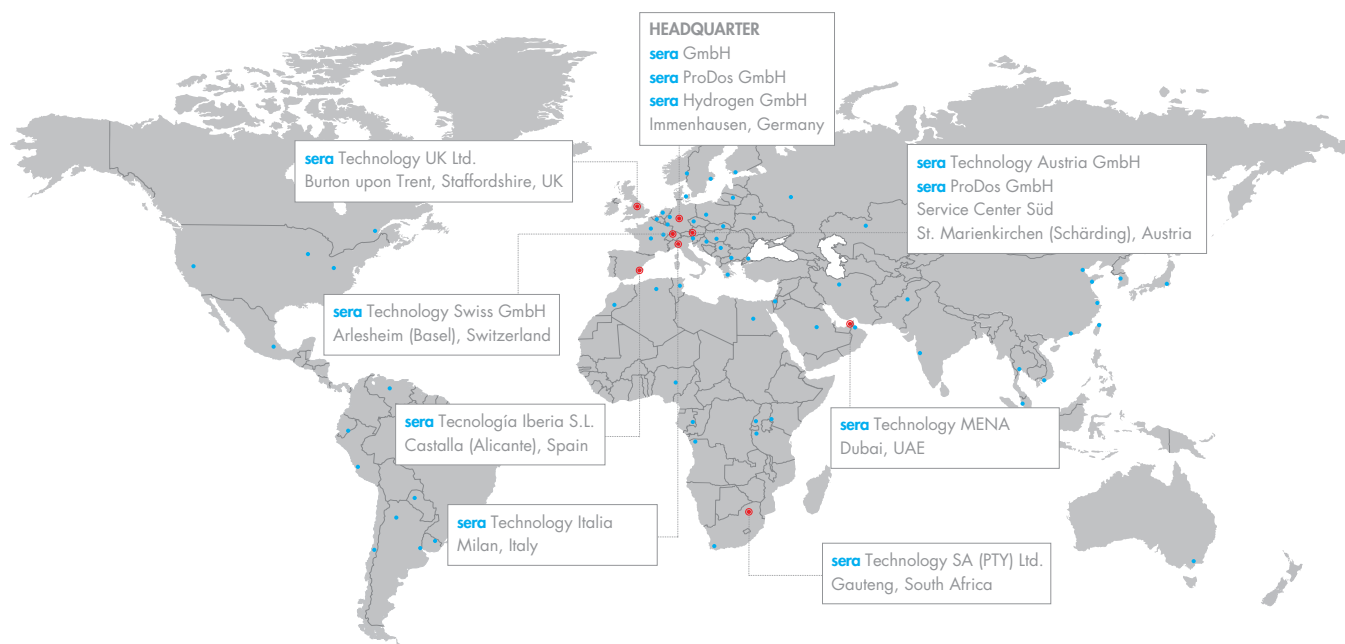 HEADQUARTER
sera GmbH
sera ProDos GmbH
sera Hydrogen GmbH
Immenhausen, Germany
sera Technology UK Ltd.
Burton upon Trent, Staffordshire, UK
sera Technology Austria GmbH
sera ProDos GmbH
Service Center Süd
St. Marienkirchen (Schärding), Austria
sera Technology Swiss GmbH
Arlesheim (Basel), Switzerland
sera Tecnología Iberia S.L.
Castalla (Alicante), Spain
sera Technology MENA
Dubai, UAE
sera Technology Italia
Milan, Italy
sera Technology SA (PTY) Ltd.
Gauteng, South Africa